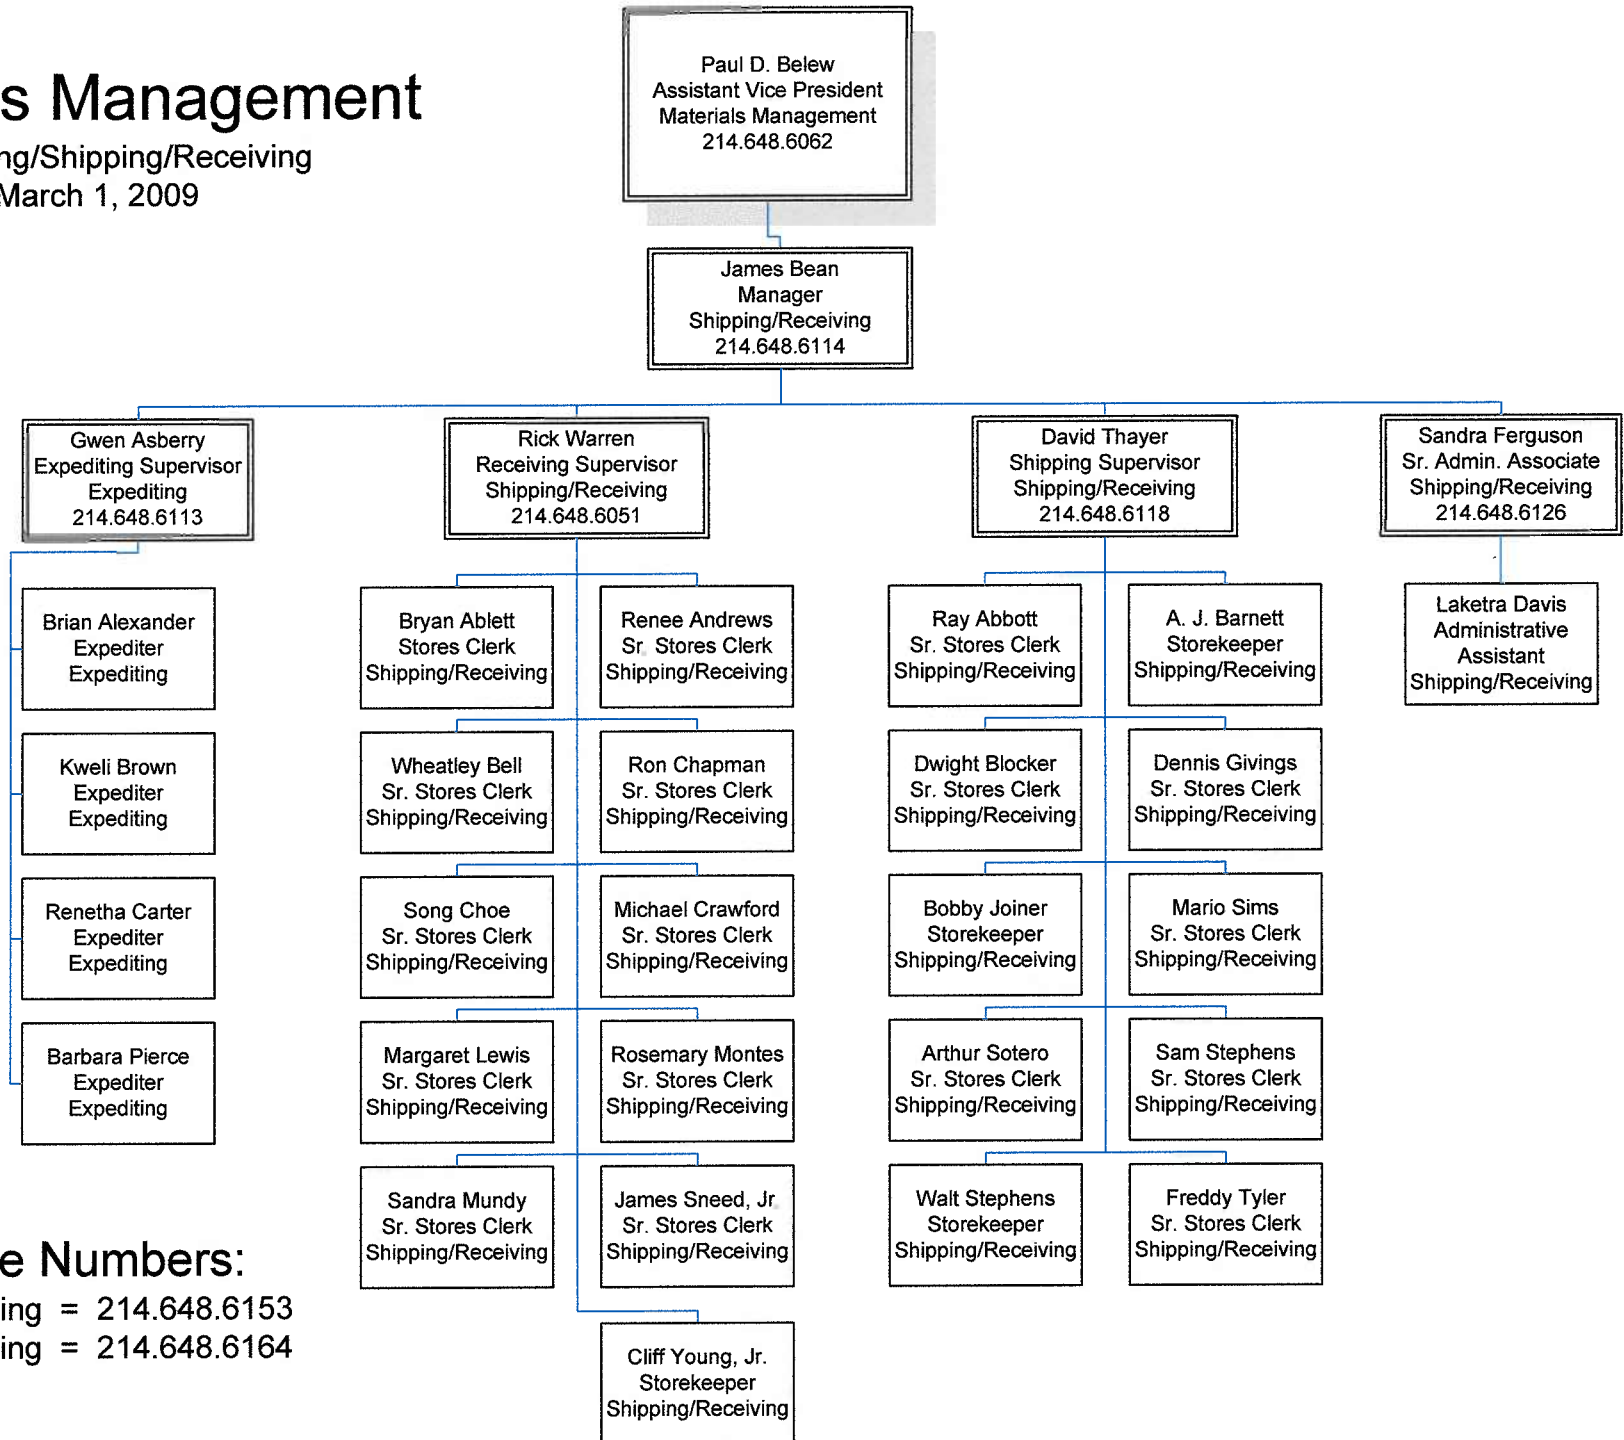 s Management
ng/Shipping/Receiving
March 1, 2009
Paul D. Belew
Assistant Vice President
Materials Management
214.648.6062
James Bean
Manager
Shipping/Receiving
214.648.6114
Gwen Asberry
Expediting Supervisor
Expediting
214.648.6113
Rick Warren
Receiving Supervisor
Shipping/Receiving
214.648.6051
David Thayer
Shipping Supervisor
Shipping/Receiving
214.648.6118
Sandra Ferguson
Sr. Admin. Associate
Shipping/Receiving
214.648.6126
Brian Alexander
Expediter
Expediting
Kweli Brown
Expediter
Expediting
Renetha Carter
Expediter
Expediting
Barbara Pierce
Expediter
Expediting
Bryan Ablett
Stores Clerk
Shipping/Receiving
Renee Andrews
Sr. Stores Clerk
Shipping/Receiving
Wheatley Bell
Sr. Stores Clerk
Shipping/Receiving
Ron Chapman
Sr. Stores Clerk
Shipping/Receiving
Song Choe
Sr. Stores Clerk
Shipping/Receiving
Michael Crawford
Sr. Stores Clerk
Shipping/Receiving
Margaret Lewis
Sr. Stores Clerk
Shipping/Receiving
Rosemary Montes
Sr. Stores Clerk
Shipping/Receiving
Sandra Mundy
Sr. Stores Clerk
Shipping/Receiving
James Sneed, Jr.
Sr. Stores Clerk
Shipping/Receiving
Cliff Young, Jr.
Storekeeper
Shipping/Receiving
Ray Abbott
Sr. Stores Clerk
Shipping/Receiving
A. J. Barnett
Storekeeper
Shipping/Receiving
Dwight Blocker
Sr. Stores Clerk
Shipping/Receiving
Dennis Givings
Sr. Stores Clerk
Shipping/Receiving
Bobby Joiner
Storekeeper
Shipping/Receiving
Mario Sims
Sr. Stores Clerk
Shipping/Receiving
Arthur Sotero
Sr. Stores Clerk
Shipping/Receiving
Sam Stephens
Sr. Stores Clerk
Shipping/Receiving
Walt Stephens
Storekeeper
Shipping/Receiving
Freddy Tyler
Sr. Stores Clerk
Shipping/Receiving
Laketra Davis
Administrative
Assistant
Shipping/Receiving
e Numbers:
ing = 214.648.6153
ing = 214.648.6164